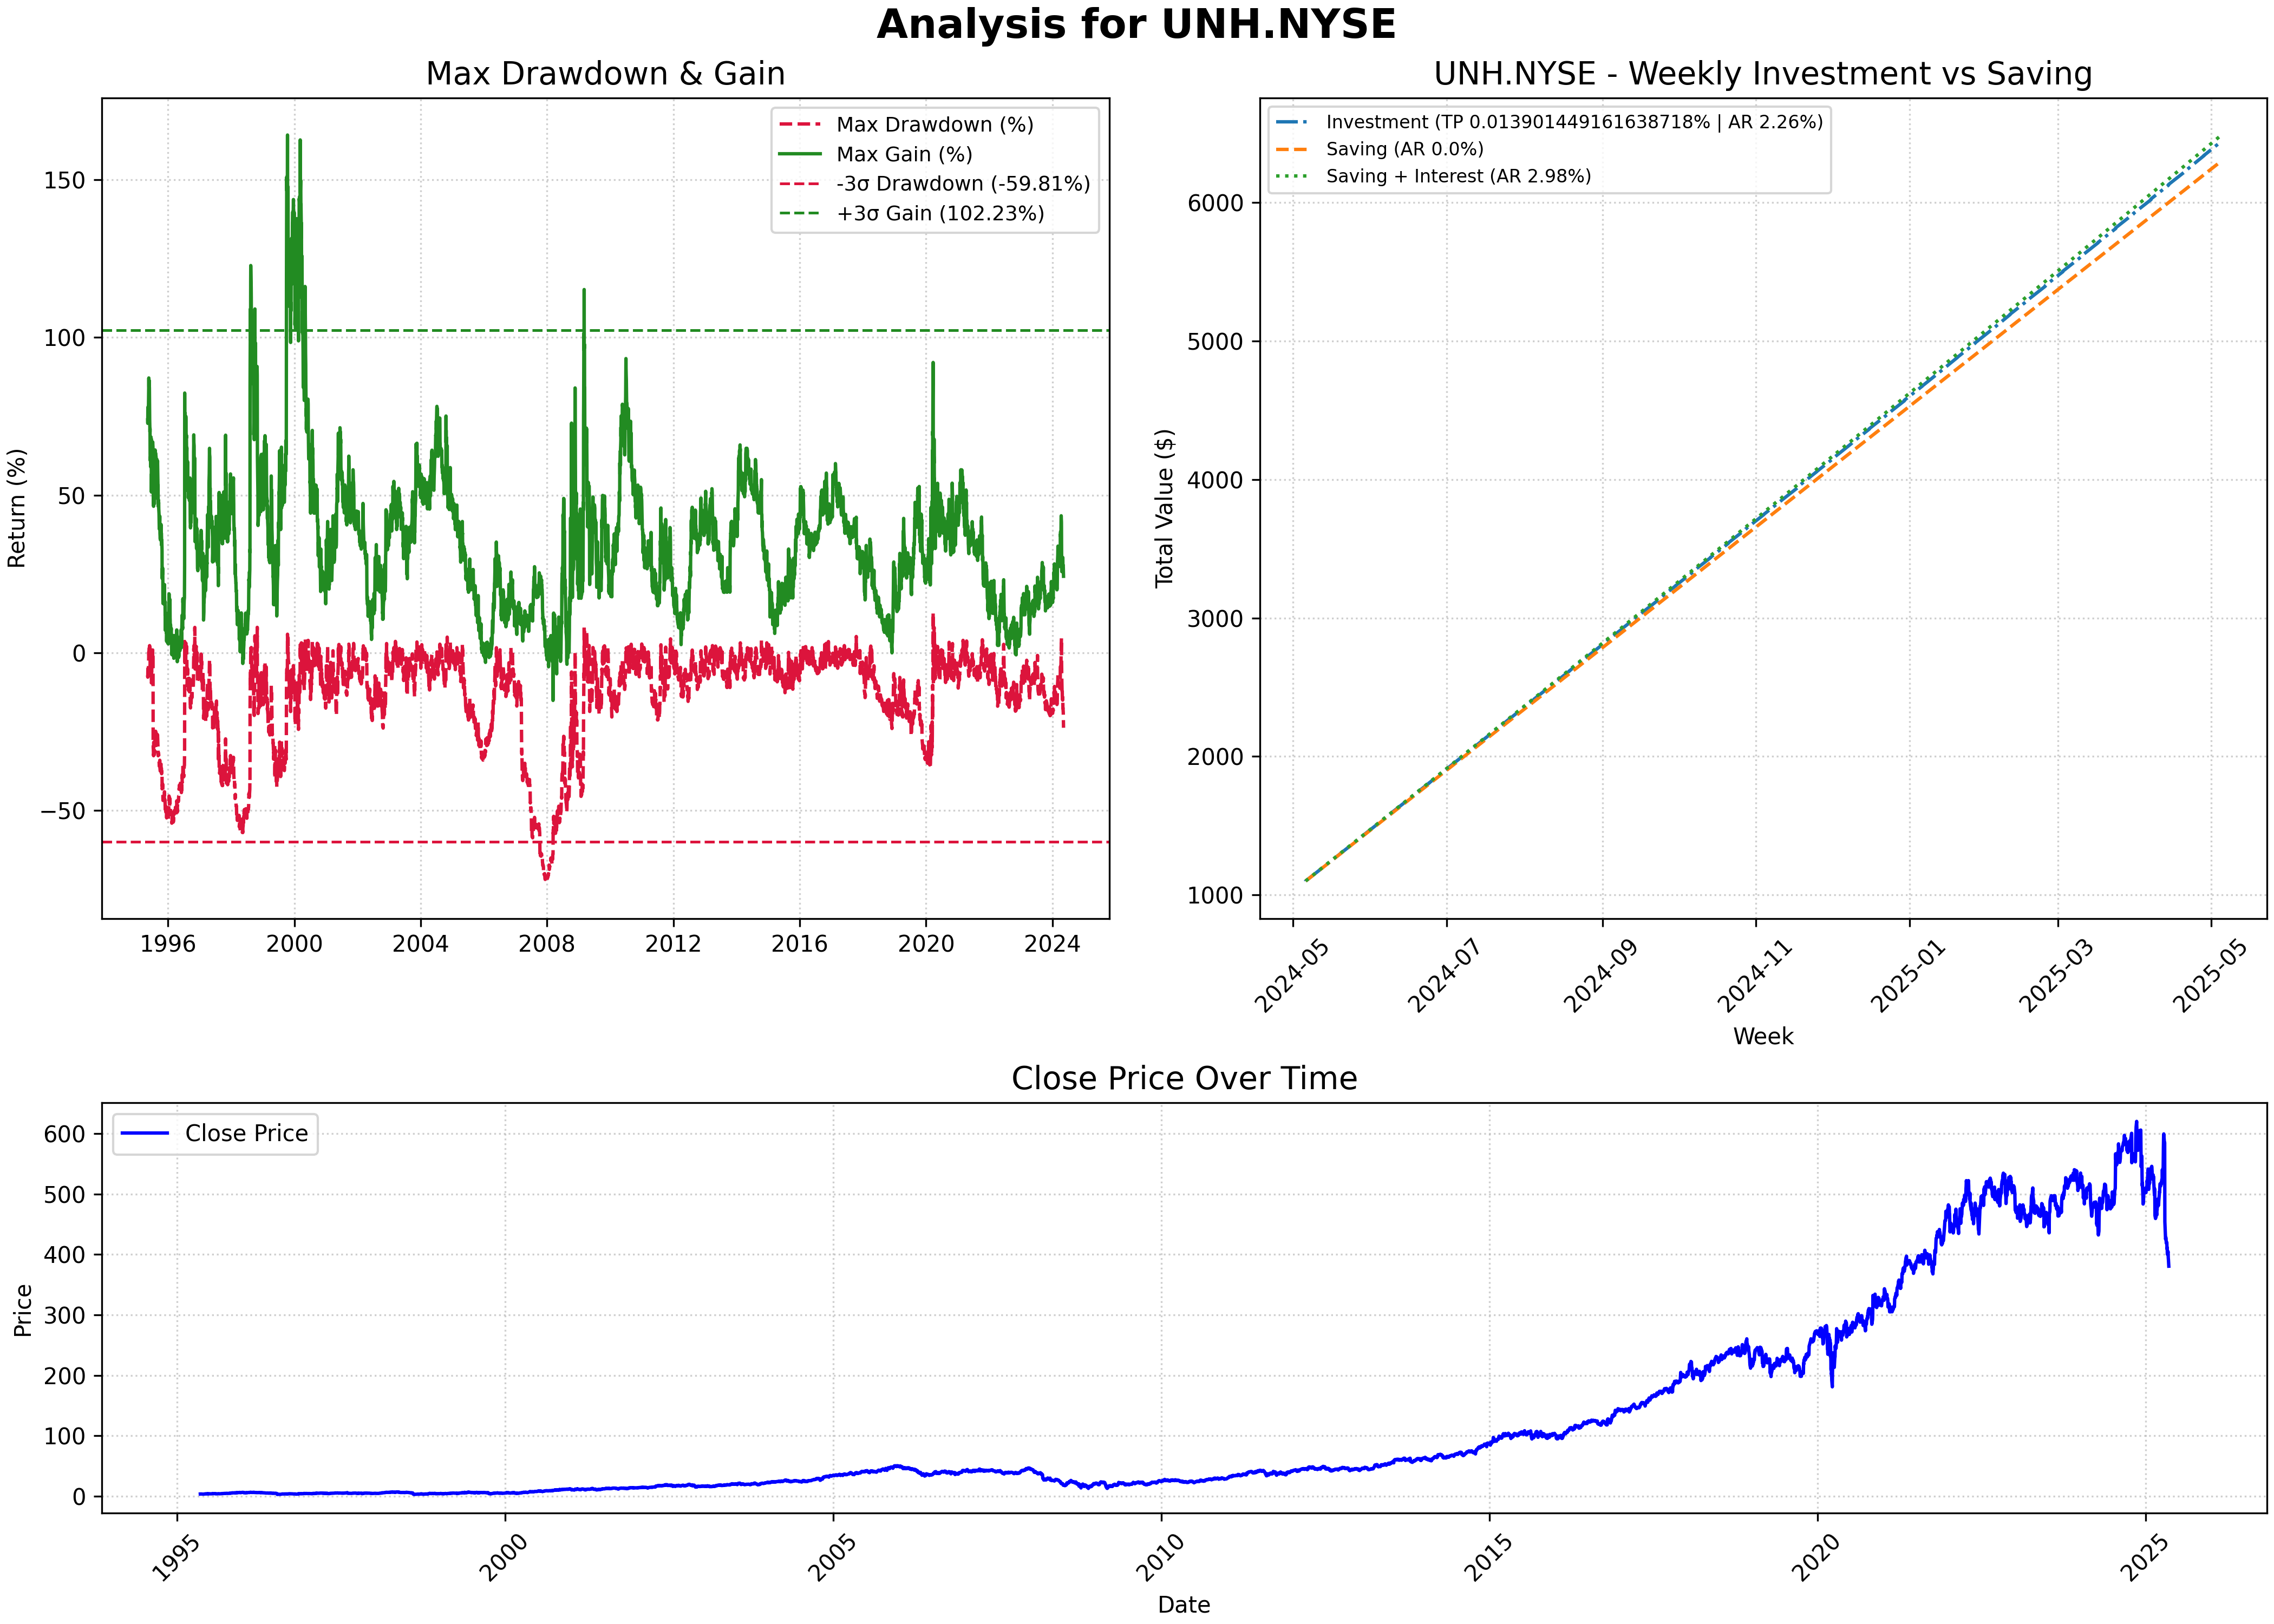 Analysis for UNH.NYSE
Max Drawdown & Gain
Max Drawdown (%)
Max Gain (%)
-3σ Drawdown (-59.81%)
+3σ Gain (102.23%)
Return (%)
150
100
50
0
−50
1996 2000 2004 2008 2012 2016 2020 2024
UNH.NYSE - Weekly Investment vs Saving
Investment (TP 0.013901449161638718% | AR 2.26%)
Saving (AR 0.0%)
Saving + Interest (AR 2.98%)
Total Value ($)
6000
5000
4000
3000
2000
1000
2024-05 2024-07 2024-09 2024-11 2025-01 2025-03 2025-05
Week
Close Price Over Time
Close Price
Price
600
500
400
300
200
100
0
1995 2000 2005 2010 2015 2020 2025
Date